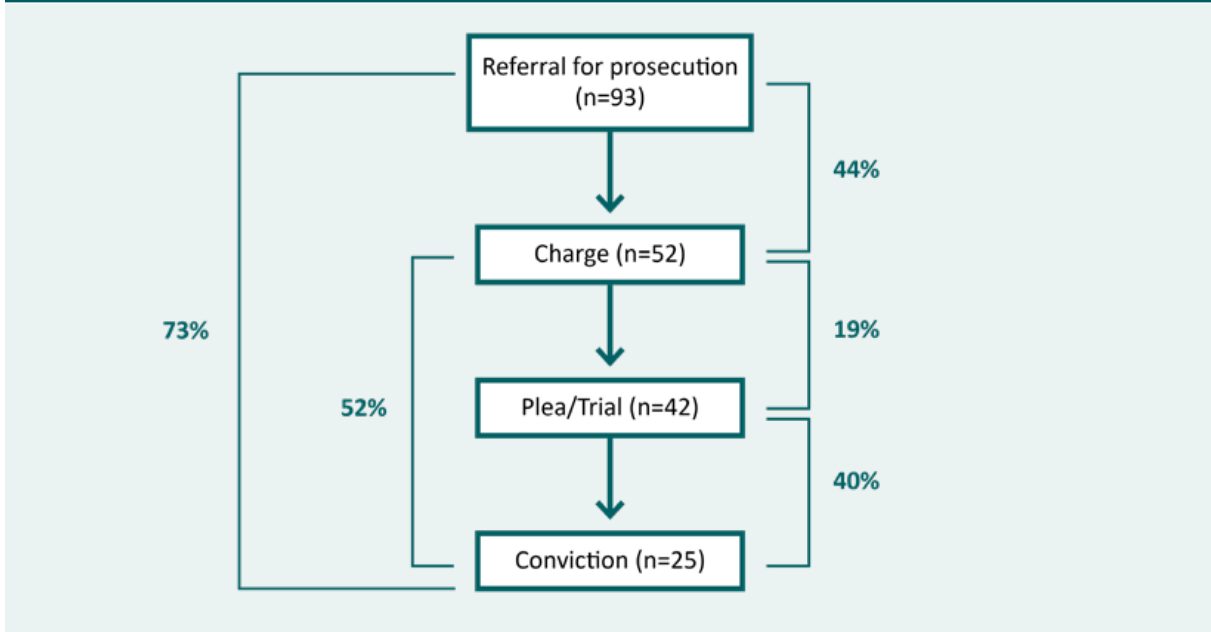 Referral for prosecution
(n=93)
44%
Charge (n=52)
73%
19%
52%
Plea/Trial (n=42)
40%
Conviction (n=25)